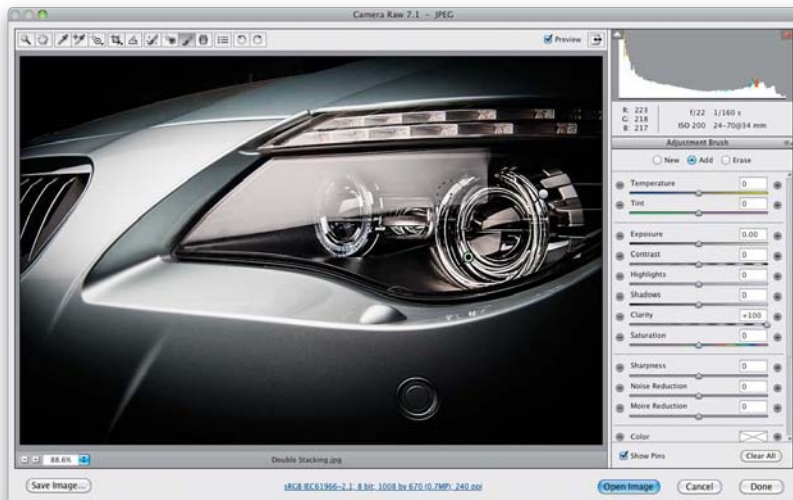 Camera Raw 7.1 – JPEG
Preview
R: 223
G: 218
B: 217
f/22 1/160 s
ISO 200 24–70@34 mm
Adjustment Brush
New Add Erase
Temperature 0
Tint 0
Exposure 0.00
Contrast 0
Highlights 0
Shadows 0
Clarity +100
Saturation 0
Sharpness 0
Noise Reduction 0
Moire Reduction 0
Color
Show Pins Clear All
88.6% Double Stacking.jpg
Save Image... sRGB IEC61966–2.1; 8 bit; 1008 by 670 (0.7MP); 240 ppi Open Image Cancel Done